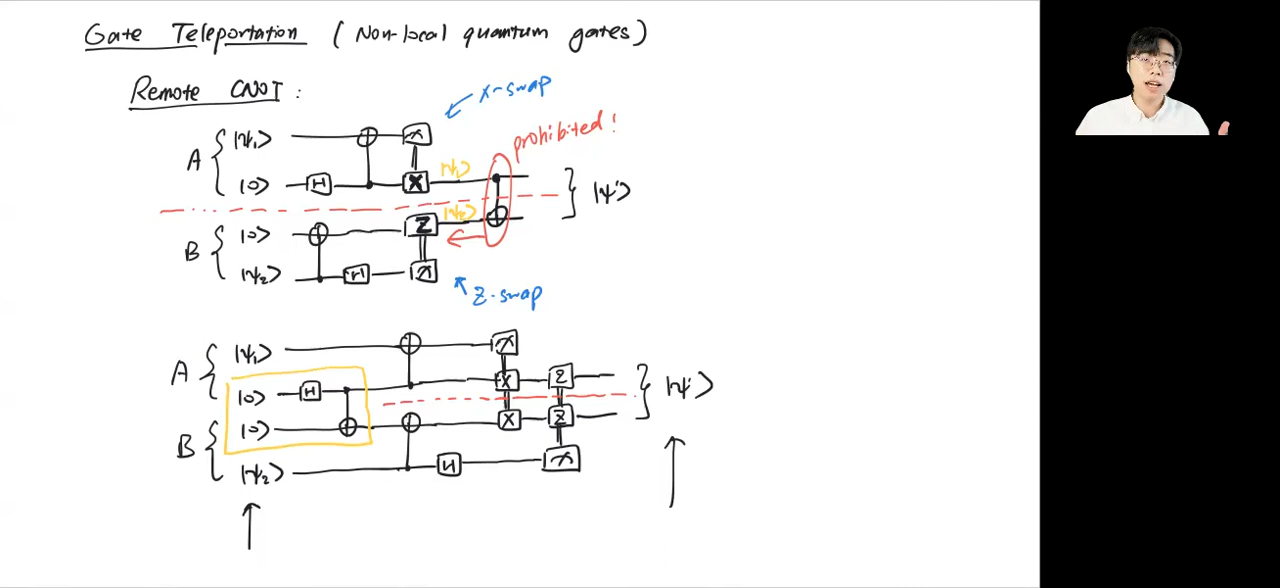 Gate Teleportation (Non-local quantum gates)
Remote CNOT :
x-swap
prohibited!
A { |ψ₁⟩
|0⟩ H X |ψ₁⟩
} |ψ'⟩
B { |0⟩ Z |ψ₂⟩
|ψ₂⟩ H
Z-swap
A { |ψ₁⟩
|0⟩ H X Z
} |ψ'⟩
B { |0⟩ X Z
|ψ₂⟩ H